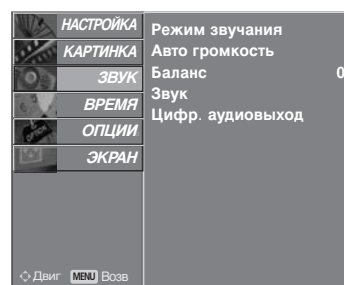 НАСТРОЙКА
КАРТИНКА
ЗВУК
ВРЕМЯ
ОПЦИИ
ЭКРАН
Режим звучания
Авто громкость
Баланс 0
Звук
Цифр. аудиовыход
Двиг MENU Возв